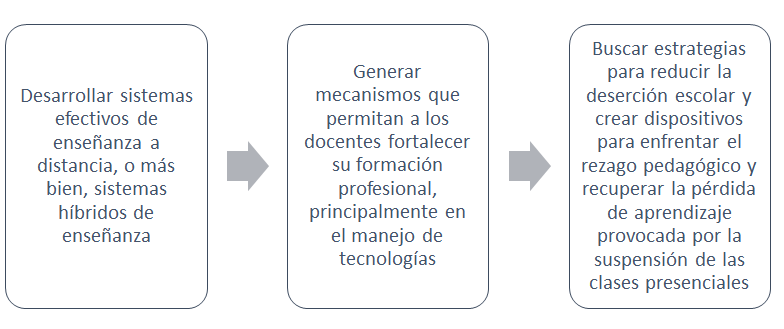 Desarrollar sistemas
efectivos de
enseñanza a
distancia, o más
bien, sistemas
híbridos de
enseñanza
Generar
mecanismos que
permitan a los
docentes fortalecer
su formación
profesional,
principalmente en
el manejo de
tecnologías
Buscar estrategias
para reducir la
deserción escolar y
crear dispositivos
para enfrentar el
rezago pedagógico y
recuperar la pérdida
de aprendizaje
provocada por la
suspensión de las
clases presenciales